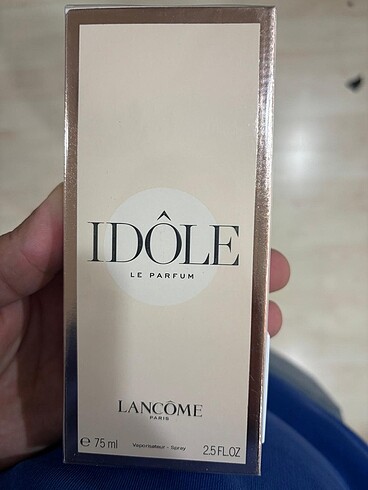 IDÔLE
LE PARFUM
LANCÔME
PARIS
℮ 75 ml Vaporisateur - Spray 2.5 FL.OZ